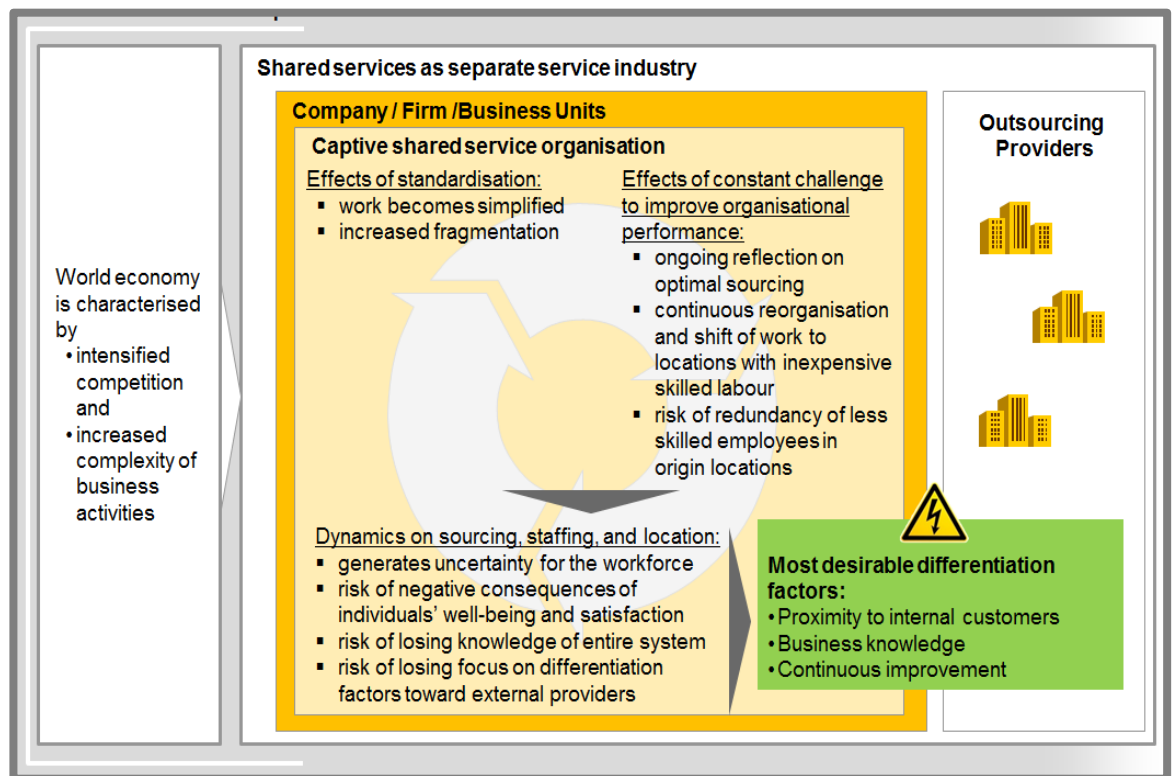 World economy
is characterised
by
•intensified
competition
and
•increased
complexity of
business
activities
Shared services as separate service industry
Company / Firm /Business Units
Captive shared service organisation
Effects of standardisation:
▪ work becomes simplified
▪ increased fragmentation
Effects of constant challenge
to improve organisational
performance:
▪ ongoing reflection on
optimal sourcing
▪ continuous reorganisation
and shift of work to
locations with inexpensive
skilled labour
▪ risk of redundancy of less
skilled employees in
origin locations
Dynamics on sourcing, staffing, and location:
▪ generates uncertainty for the workforce
▪ risk of negative consequences of
individuals’ well-being and satisfaction
▪ risk of losing knowledge of entire system
▪ risk of losing focus on differentiation
factors toward external providers
Outsourcing
Providers
Most desirable differentiation
factors:
•Proximity to internal customers
•Business knowledge
•Continuous improvement